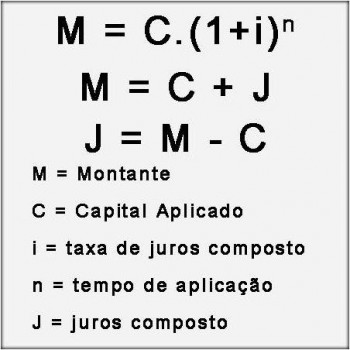 M = C.(1+i)ⁿ
M = C + J
J = M - C
M = Montante
C = Capital Aplicado
i = taxa de juros composto
n = tempo de aplicação
J = juros composto